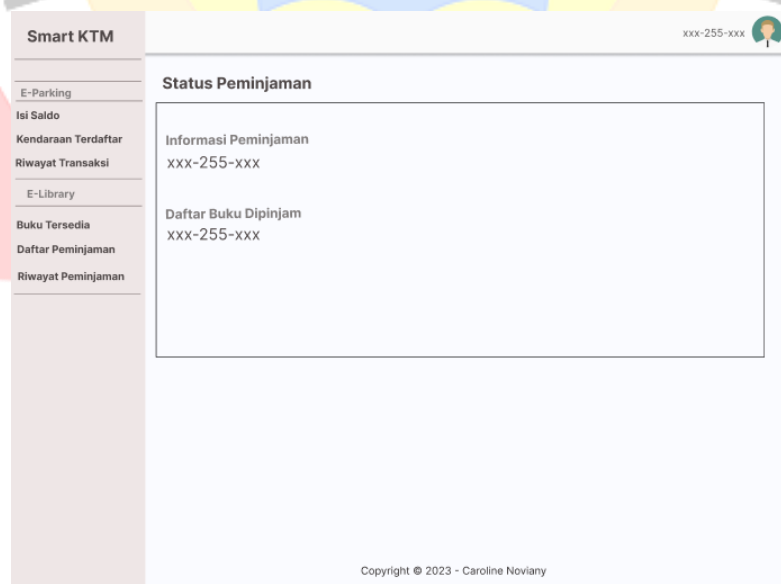 Smart KTM
xxx-255-xxx
E-Parking
Isi Saldo
Kendaraan Terdaftar
Riwayat Transaksi
E-Library
Buku Tersedia
Daftar Peminjaman
Riwayat Peminjaman
Status Peminjaman
Informasi Peminjaman
xxx-255-xxx
Daftar Buku Dipinjam
xxx-255-xxx
Copyright © 2023 - Caroline Noviany